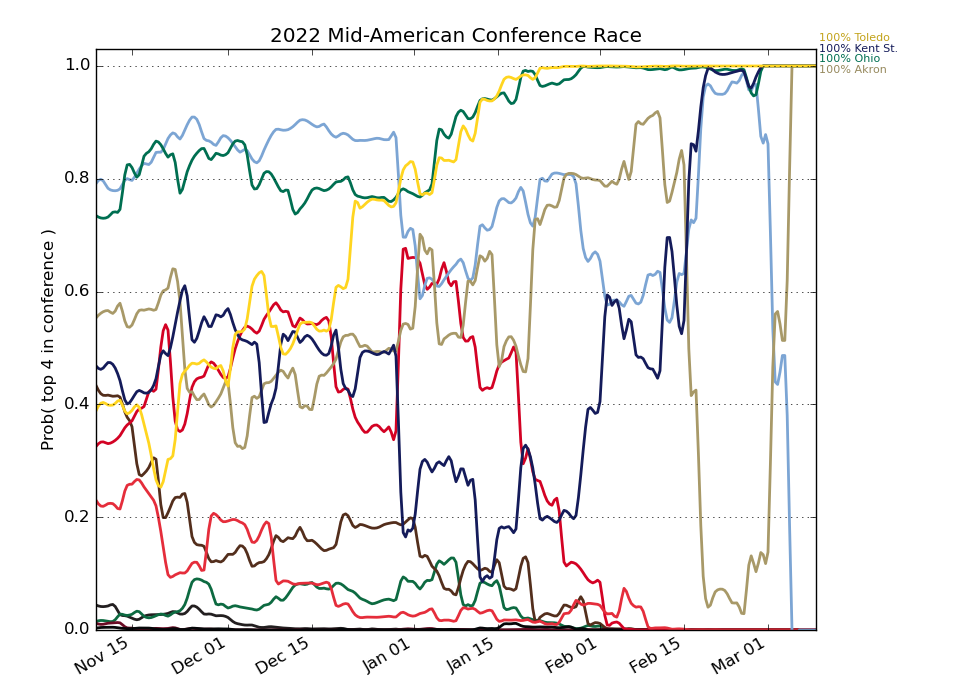 2022 Mid-American Conference Race
100% Toledo
100% Kent St.
100% Ohio
100% Akron
Prob( top 4 in conference )
1.0
0.8
0.6
0.4
0.2
0.0
Nov 15
Dec 01
Dec 15
Jan 01
Jan 15
Feb 01
Feb 15
Mar 01